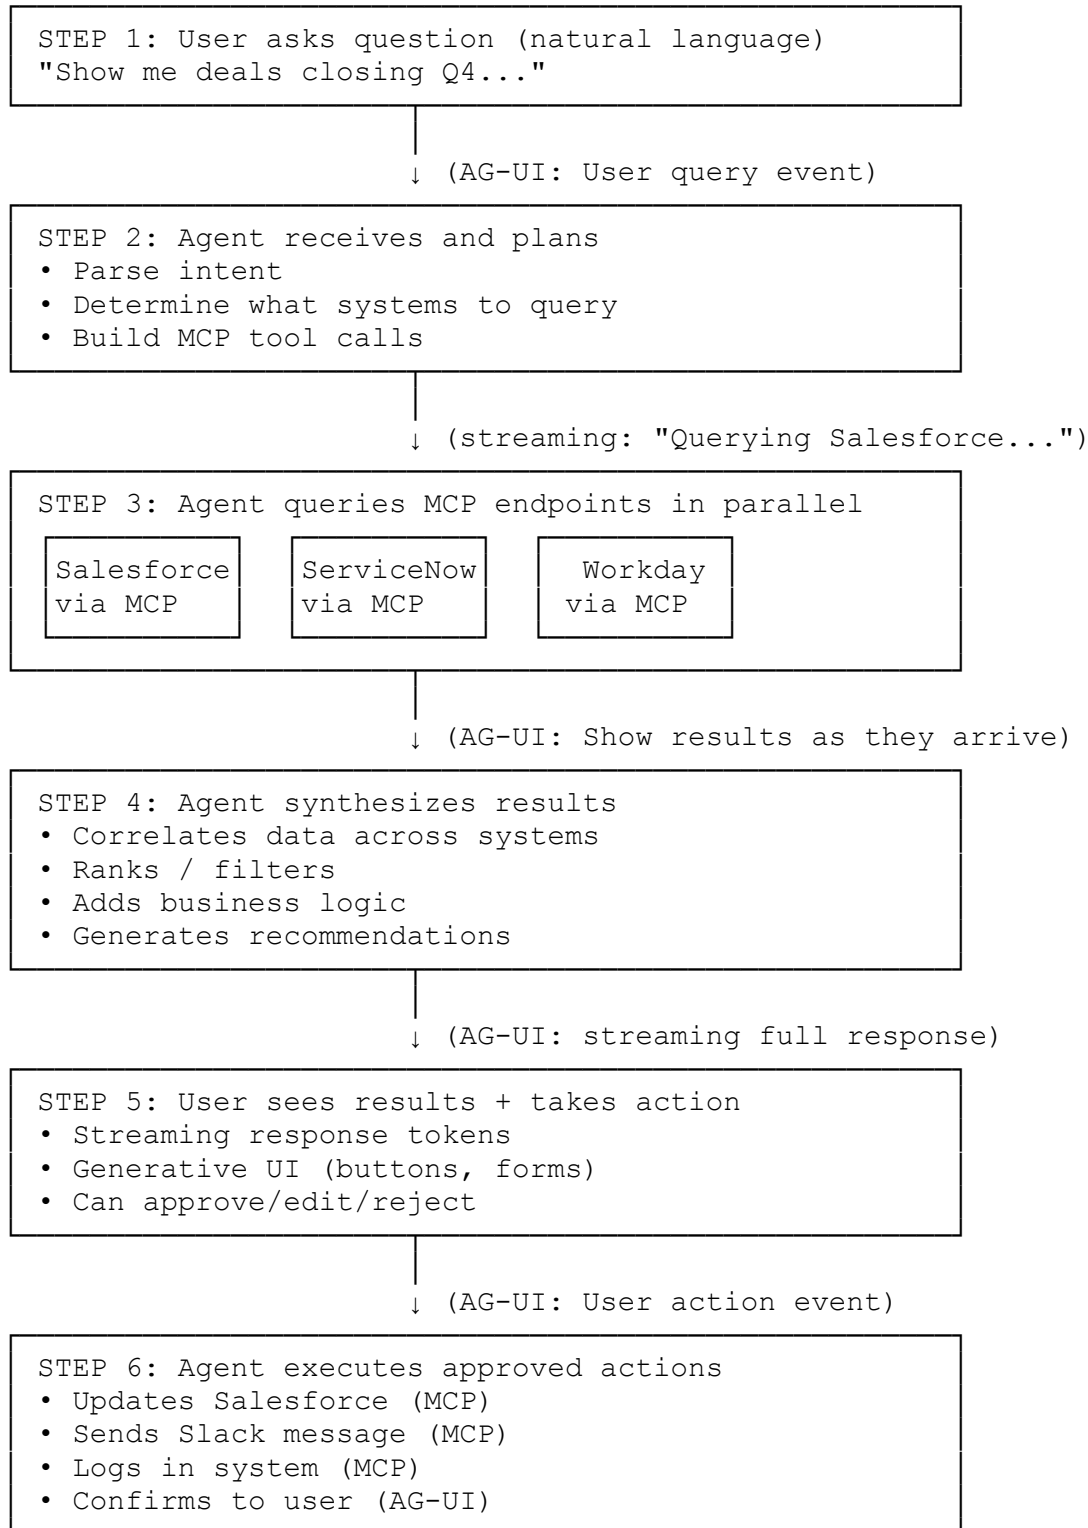 STEP 1: User asks question (natural language)
"Show me deals closing Q4..."
↓ (AG-UI: User query event)
STEP 2: Agent receives and plans
• Parse intent
• Determine what systems to query
• Build MCP tool calls
↓ (streaming: "Querying Salesforce...")
STEP 3: Agent queries MCP endpoints in parallel
Salesforce ServiceNow Workday
via MCP via MCP via MCP
↓ (AG-UI: Show results as they arrive)
STEP 4: Agent synthesizes results
• Correlates data across systems
• Ranks / filters
• Adds business logic
• Generates recommendations
↓ (AG-UI: streaming full response)
STEP 5: User sees results + takes action
• Streaming response tokens
• Generative UI (buttons, forms)
• Can approve/edit/reject
↓ (AG-UI: User action event)
STEP 6: Agent executes approved actions
• Updates Salesforce (MCP)
• Sends Slack message (MCP)
• Logs in system (MCP)
• Confirms to user (AG-UI)